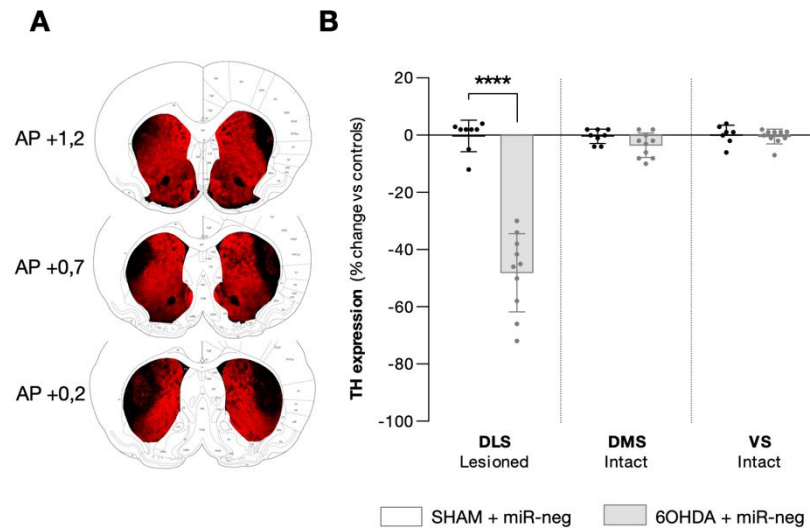 A
B
AP +1,2
AP +0,7
AP +0,2
TH expression (% change vs controls)
20
0
-20
-40
-60
-80
-100
****
DLS
Lesioned
DMS
Intact
VS
Intact
SHAM + miR-neg
6OHDA + miR-neg